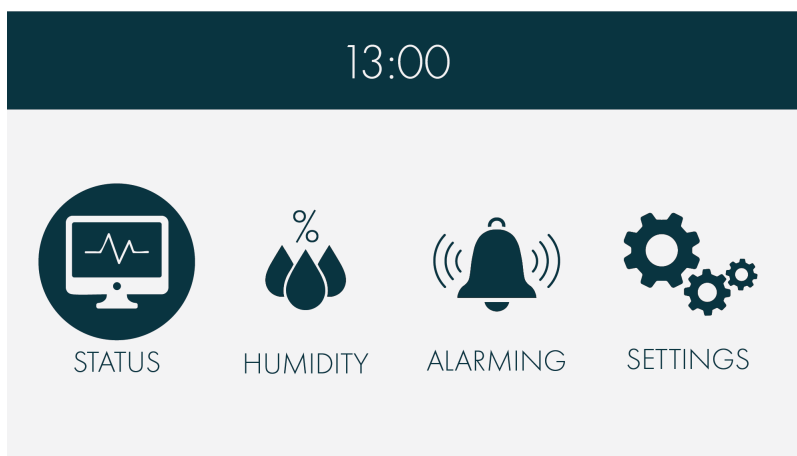 13:00
%
STATUS
HUMIDITY
ALARMING
SETTINGS